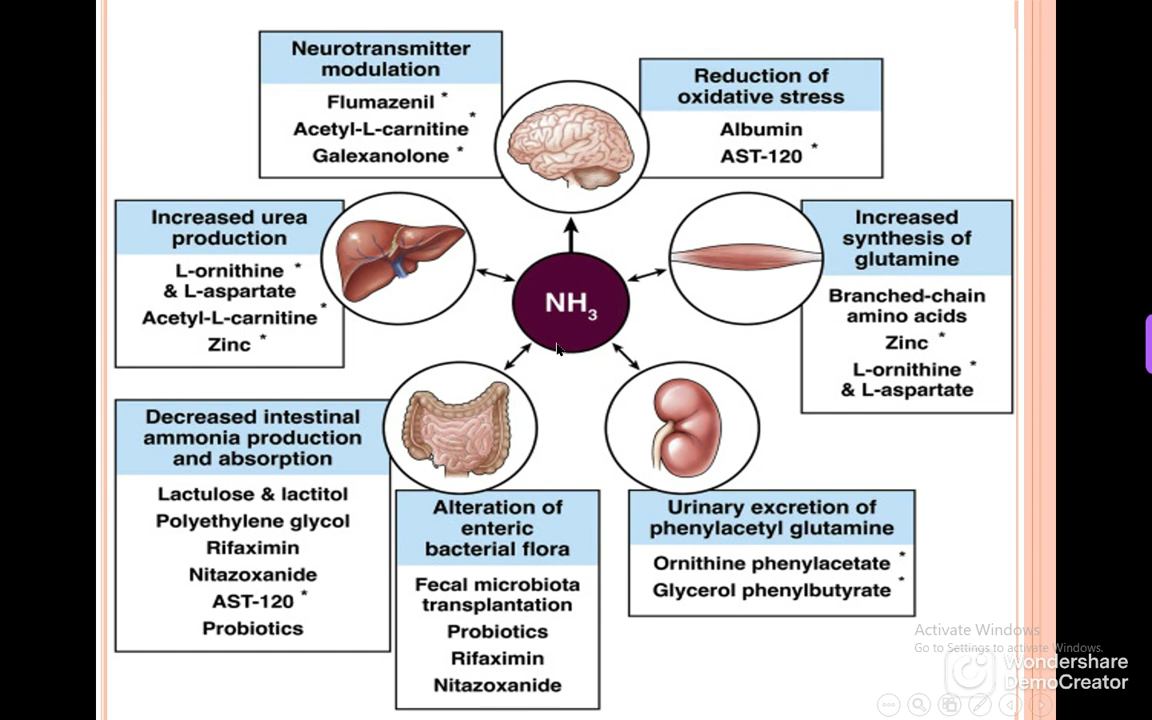 Neurotransmitter
modulation
Flumazenil *
Acetyl-L-carnitine *
Galexanolone *
Reduction of
oxidative stress
Albumin
AST-120 *
Increased urea
production
L-ornithine *
& L-aspartate
Acetyl-L-carnitine *
Zinc *
NH3
Increased
synthesis of
glutamine
Branched-chain
amino acids
Zinc *
L-ornithine *
& L-aspartate
Decreased intestinal
ammonia production
and absorption
Lactulose & lactitol
Polyethylene glycol
Rifaximin
Nitazoxanide
AST-120 *
Probiotics
Alteration of
enteric
bacterial flora
Fecal microbiota
transplantation
Probiotics
Rifaximin
Nitazoxanide
Urinary excretion of
phenylacetyl glutamine
Ornithine phenylacetate *
Glycerol phenylbutyrate *
Activate Windows
Go to Settings to activate Windows.
Wondershare
DemoCreator